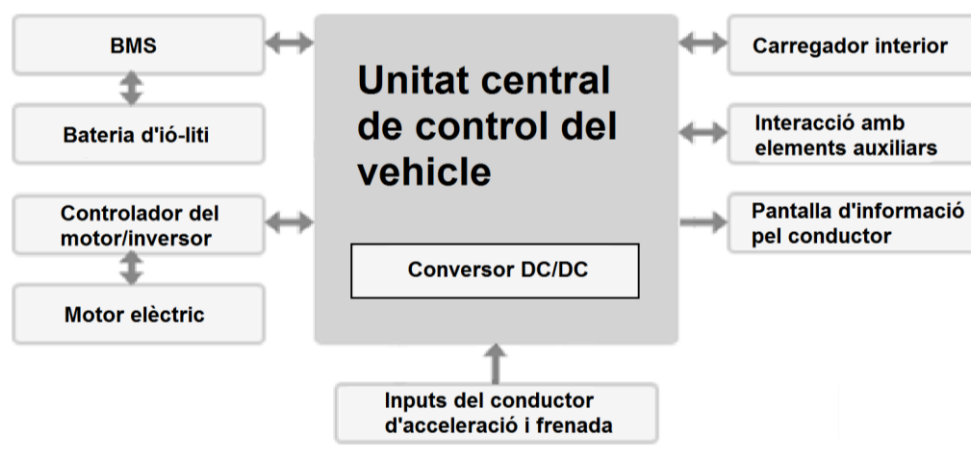 BMS
Bateria d'ió-liti
Controlador del
motor/inversor
Motor elèctric
Unitat central
de control del
vehicle
Conversor DC/DC
Inputs del conductor
d'acceleració i frenada
Carregador interior
Interacció amb
elements auxiliars
Pantalla d'informació
pel conductor